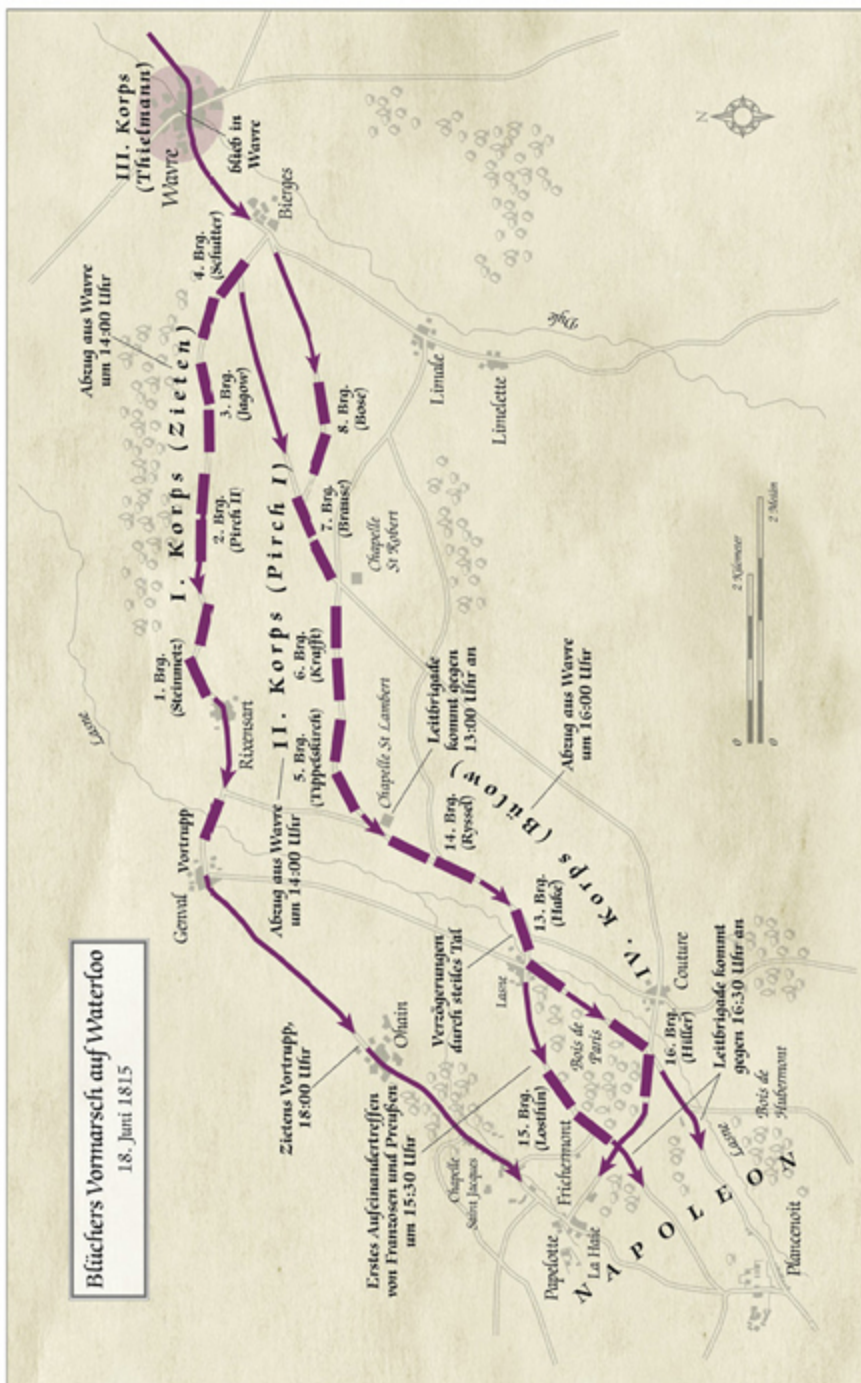 Blüchers Vormarsch auf Waterloo
18. Juni 1815
III. Korps
(Thielmann)
Wavre
blieb in
Wavre
Bierges
N
Abzug aus Wavre
um 14:00 Uhr
I. Korps (Zieten)
4. Brg.
(Schutter)
3. Brg.
(Jagow)
2. Brg.
(Pirch II)
1. Brg.
(Steinmetz)
Rixensart
Lasne
Vortrupp
Genval
II. Korps (Pirch I)
Abzug aus Wavre
um 14:00 Uhr
8. Brg.
(Bose)
7. Brg.
(Brause)
6. Brg.
(Krafft)
5. Brg.
(Tippelskirch)
Limale
Limelette
Dyle
Chapelle
St Robert
Chapelle St Lambert
Leitbrigade
kommt gegen
13:00 Uhr an
14. Brg.
(Ryssel)
IV. Korps (Bülow)
Abzug aus Wavre
um 16:00 Uhr
13. Brg.
(Hake)
Verzögerungen
durch steiles Tal
Lasne
Zietens Vortrupp,
18:00 Uhr
Ohain
Erstes Aufeinandertreffen
von Franzosen und Preußen
um 15:30 Uhr
15. Brg.
(Losthin)
Bois de
Paris
16. Brg.
(Hiller)
Couture
Leitbrigade kommt
gegen 16:30 Uhr an
Bois de
Hubermont
Lasne
Chapelle
Saint Jacques
Frichermont
Papelotte
La Haie
NAPOLEON
Plancenoit
0
2 Kilometer
0
2 Meilen